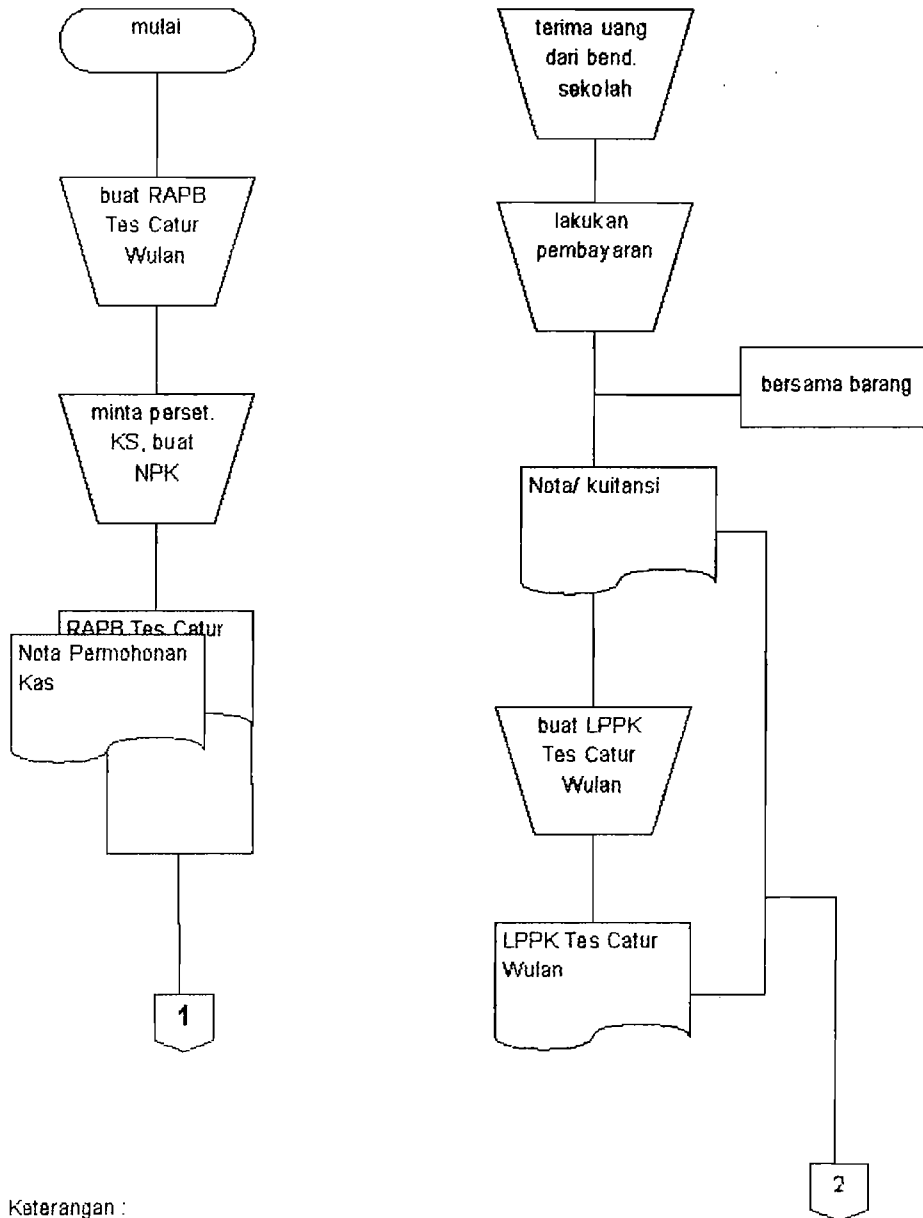 mulai
buat RAPB
Tes Catur
Wulan
minta perset.
KS, buat
NPK
RAPB Tes Catur
Nota Permohonan
Kas
1
terima uang
dari bend.
sekolah
lakukan
pembayaran
bersama barang
Nota/ kuitansi
buat LPPK
Tes Catur
Wulan
LPPK Tes Catur
Wulan
2
Keterangan :